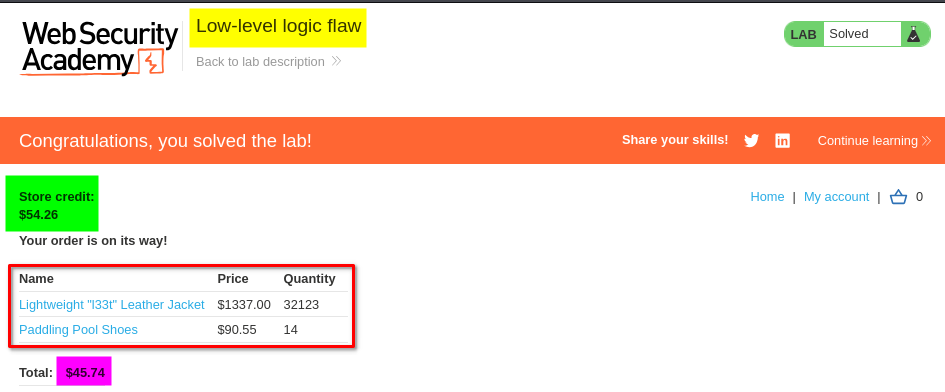 Web Security
Academy
Low-level logic flaw
Back to lab description
LAB Solved
Congratulations, you solved the lab!
Share your skills!
Continue learning
Store credit:
$54.26
Home | My account | 0
Your order is on its way!
Name Price Quantity
Lightweight "l33t" Leather Jacket $1337.00 32123
Paddling Pool Shoes $90.55 14
Total: $45.74